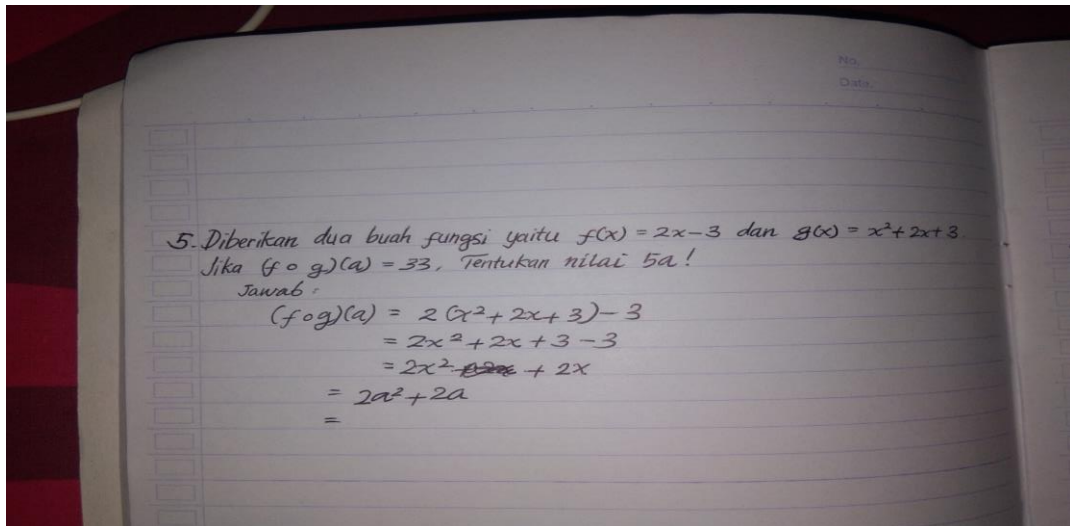 No.
Date.
5. Diberikan dua buah fungsi yaitu f(x) = 2x-3 dan g(x) = x²+2x+3
Jika (f o g)(a) = 33, Tentukan nilai 5a!
Jawab:
(fog)(a) = 2(x²+2x+3)-3
= 2x²+2x+3-3
= 2x² + 2x
= 2a²+2a
=